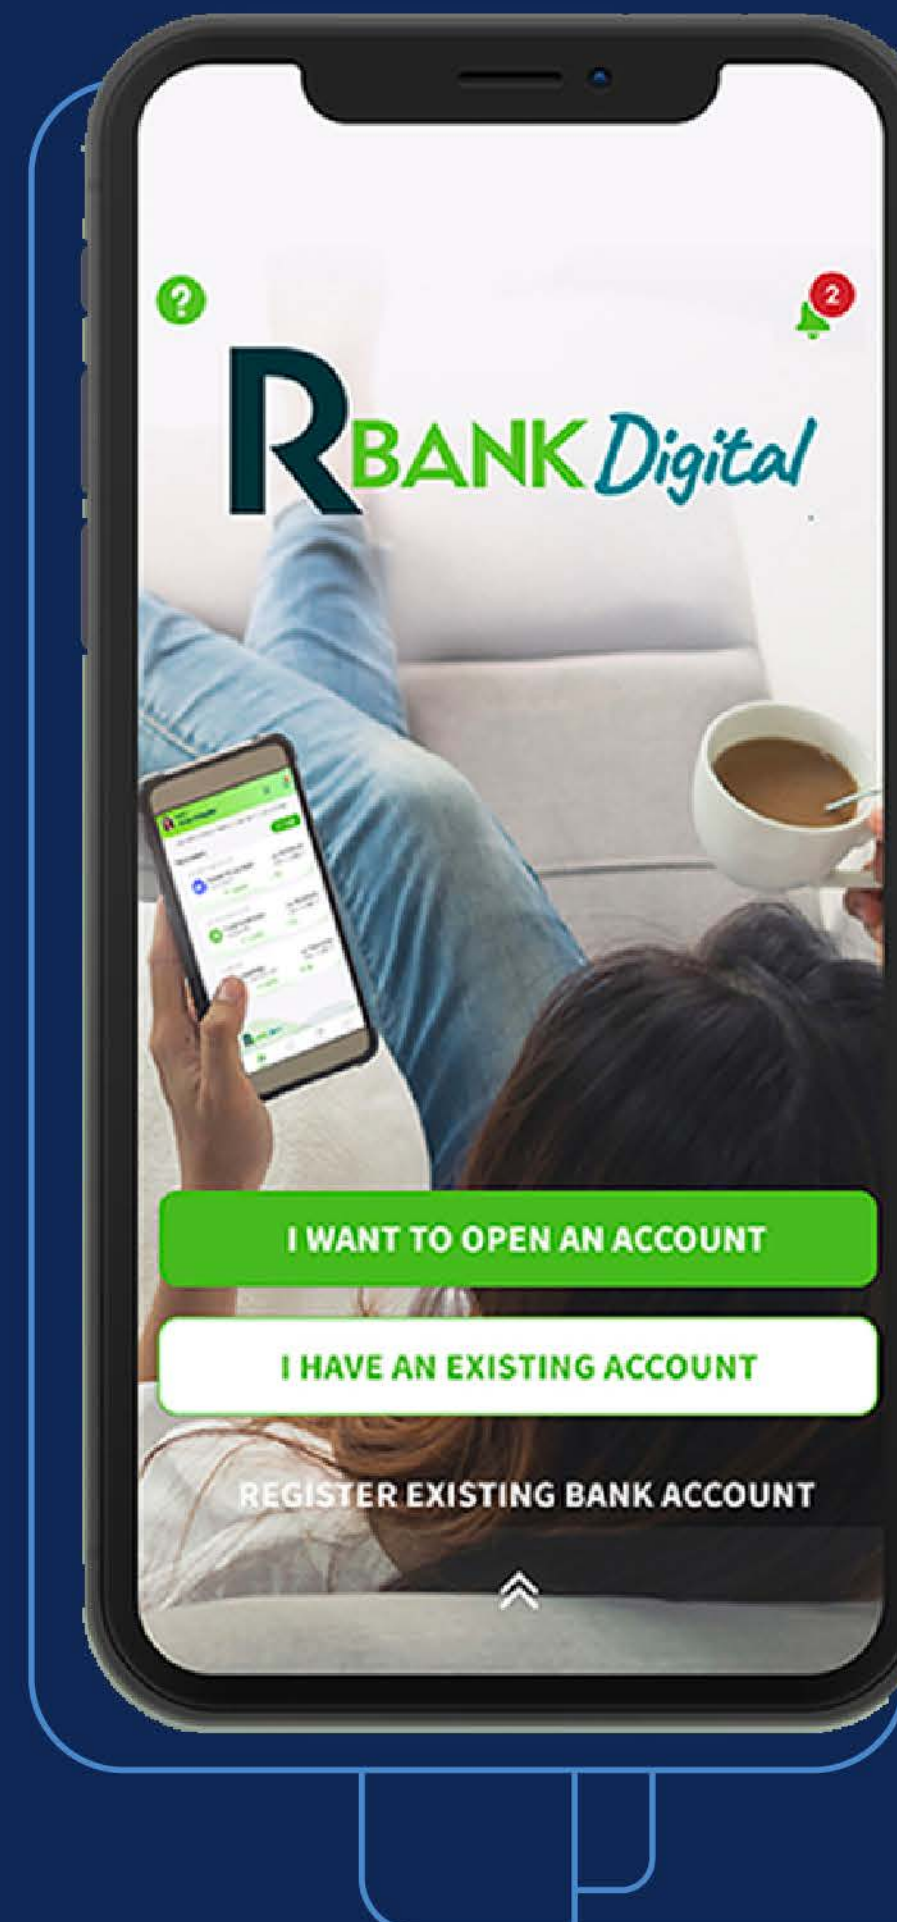 ?
2
RBANK Digital
I WANT TO OPEN AN ACCOUNT
I HAVE AN EXISTING ACCOUNT
REGISTER EXISTING BANK ACCOUNT